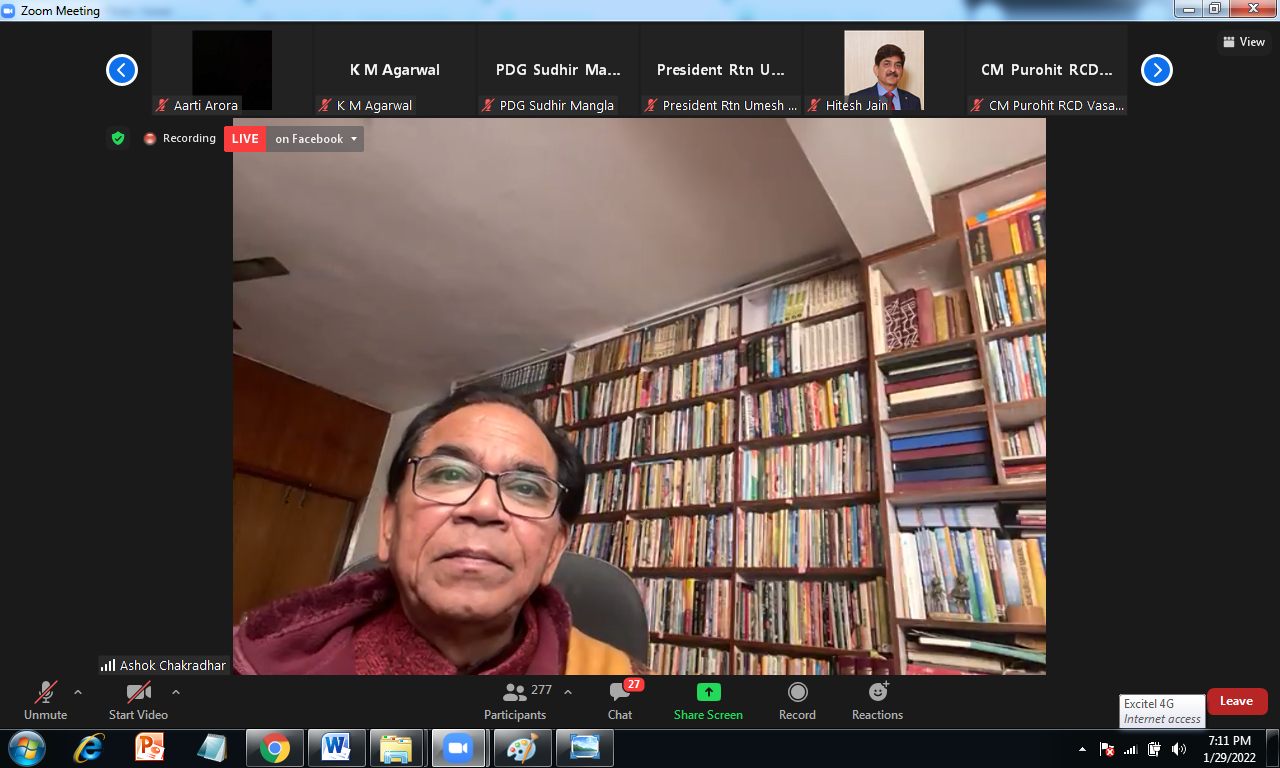 Zoom Meeting
K M Agarwal
PDG Sudhir Ma...
President Rtn U...
CM Purohit RCD...
View
Aarti Arora
K M Agarwal
PDG Sudhir Mangla
President Rtn Umesh ...
Hitesh Jain
CM Purohit RCD Vasa...
Recording
LIVE
on Facebook
Ashok Chakradhar
277
27
Unmute
Start Video
Participants
Chat
Share Screen
Record
Reactions
Leave
Excitel 4G
Internet access
7:11 PM
1/29/2022